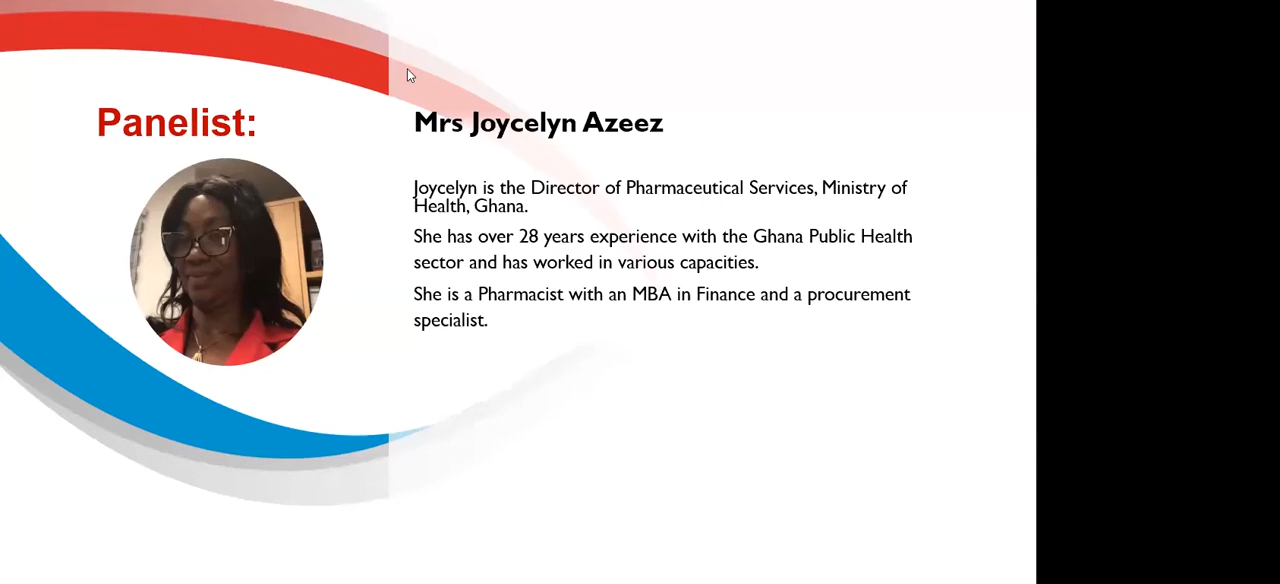 Panelist:
Mrs Joycelyn Azeez
Joycelyn is the Director of Pharmaceutical Services, Ministry of
Health, Ghana.
She has over 28 years experience with the Ghana Public Health
sector and has worked in various capacities.
She is a Pharmacist with an MBA in Finance and a procurement
specialist.